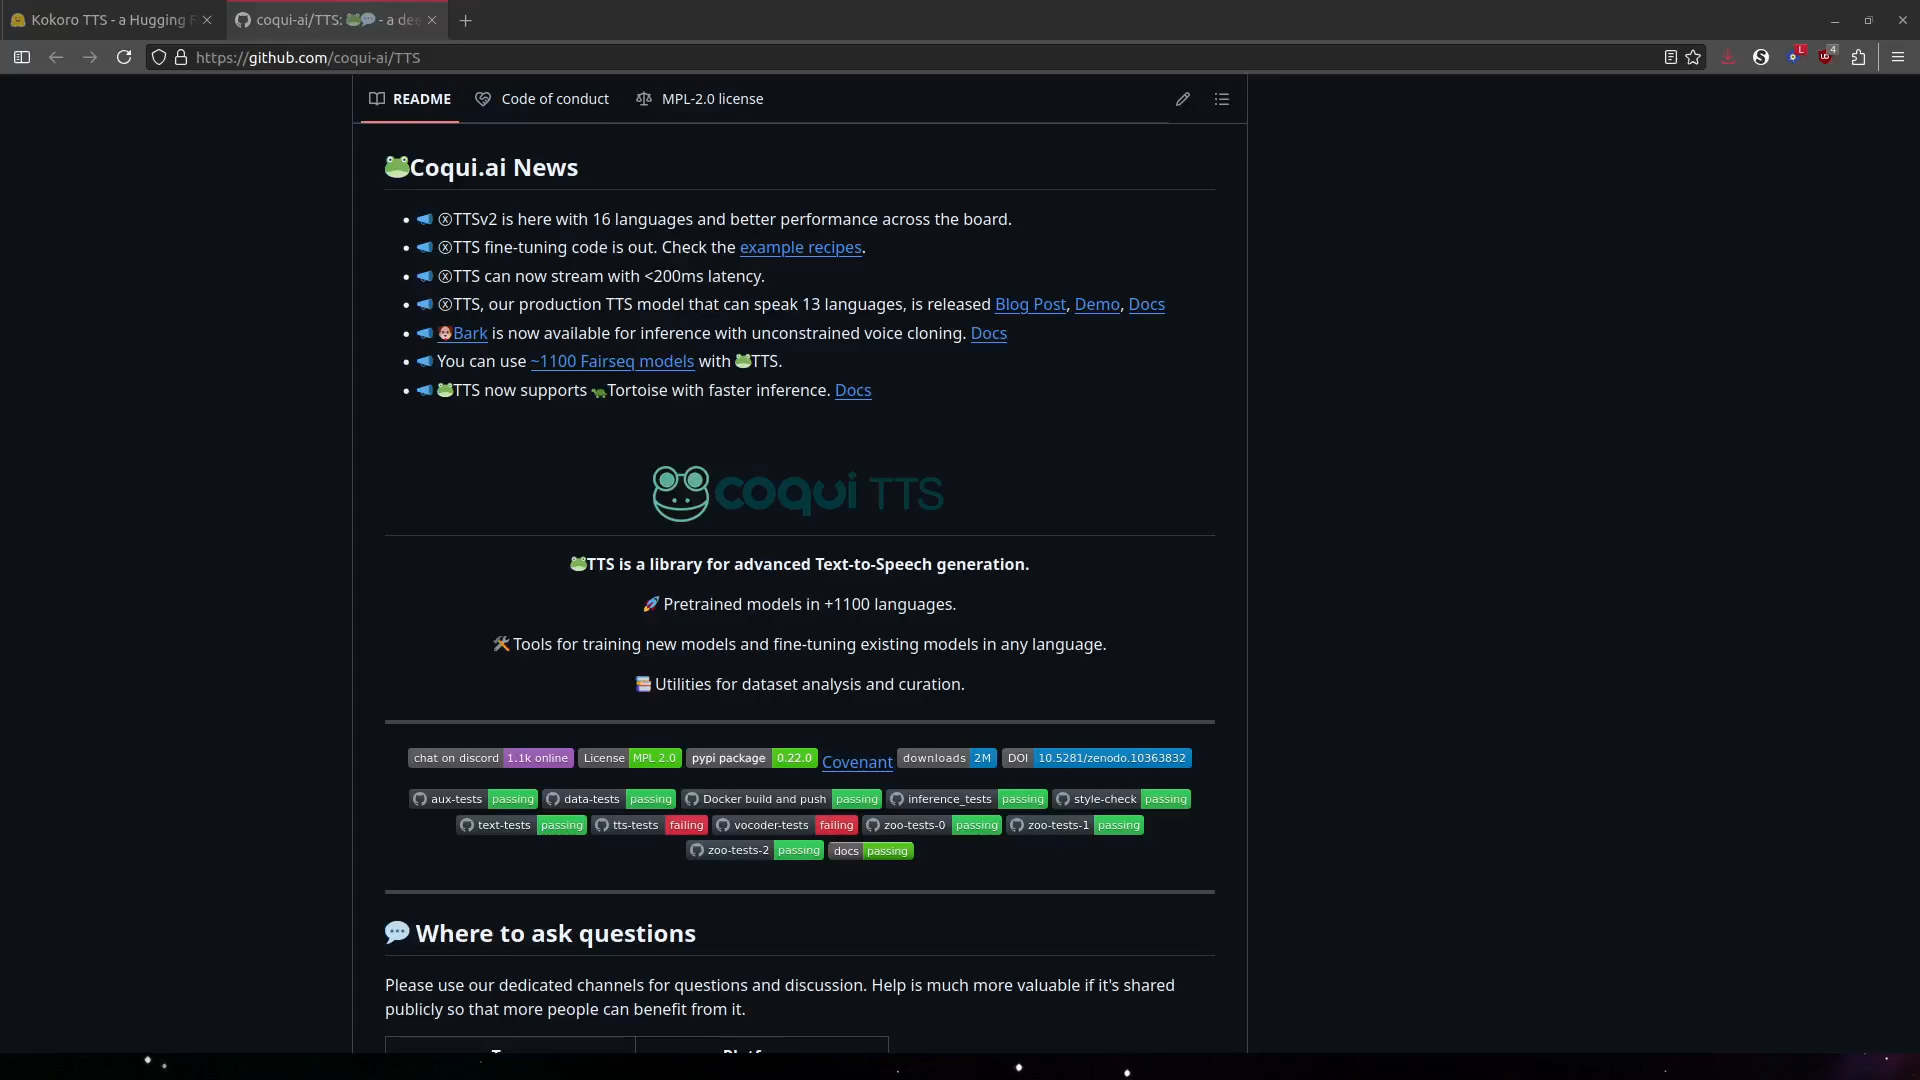 Kokoro TTS - a Hugging F
coqui-ai/TTS: 🐸💬 - a dee
https://github.com/coqui-ai/TTS
L
4
README
Code of conduct
MPL-2.0 license
🐸Coqui.ai News
📣 ⓍTTSv2 is here with 16 languages and better performance across the board.
📣 ⓍTTS fine-tuning code is out. Check the example recipes.
📣 ⓍTTS can now stream with <200ms latency.
📣 ⓍTTS, our production TTS model that can speak 13 languages, is released Blog Post, Demo, Docs
📣 🐶Bark is now available for inference with unconstrained voice cloning. Docs
📣 You can use ~1100 Fairseq models with 🐸TTS.
📣 🐸TTS now supports 🐢Tortoise with faster inference. Docs
coqui TTS
🐸TTS is a library for advanced Text-to-Speech generation.
🚀 Pretrained models in +1100 languages.
🛠️ Tools for training new models and fine-tuning existing models in any language.
📚 Utilities for dataset analysis and curation.
chat on discord 1.1k online License MPL 2.0 pypi package 0.22.0 Covenant downloads 2M DOI 10.5281/zenodo.10363832
aux-tests passing data-tests passing Docker build and push passing inference_tests passing style-check passing
text-tests passing tts-tests failing vocoder-tests failing zoo-tests-0 passing zoo-tests-1 passing
zoo-tests-2 passing docs passing
💬 Where to ask questions
Please use our dedicated channels for questions and discussion. Help is much more valuable if it's shared
publicly so that more people can benefit from it.